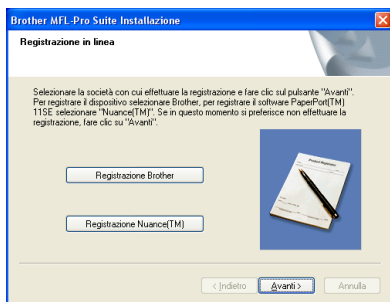 Brother MFL-Pro Suite Installazione
Registrazione in linea
Selezionare la società con cui effettuare la registrazione e fare clic sul pulsante "Avanti".
Per registrare il dispositivo selezionare Brother, per registrare il software PaperPort(TM)
11SE selezionare "Nuance(TM)". Se in questo momento si preferisce non effettuare la
registrazione, fare clic su "Avanti".
Registrazione Brother
Product Registration
Registrazione Nuance(TM)
< Indietro Avanti > Annulla